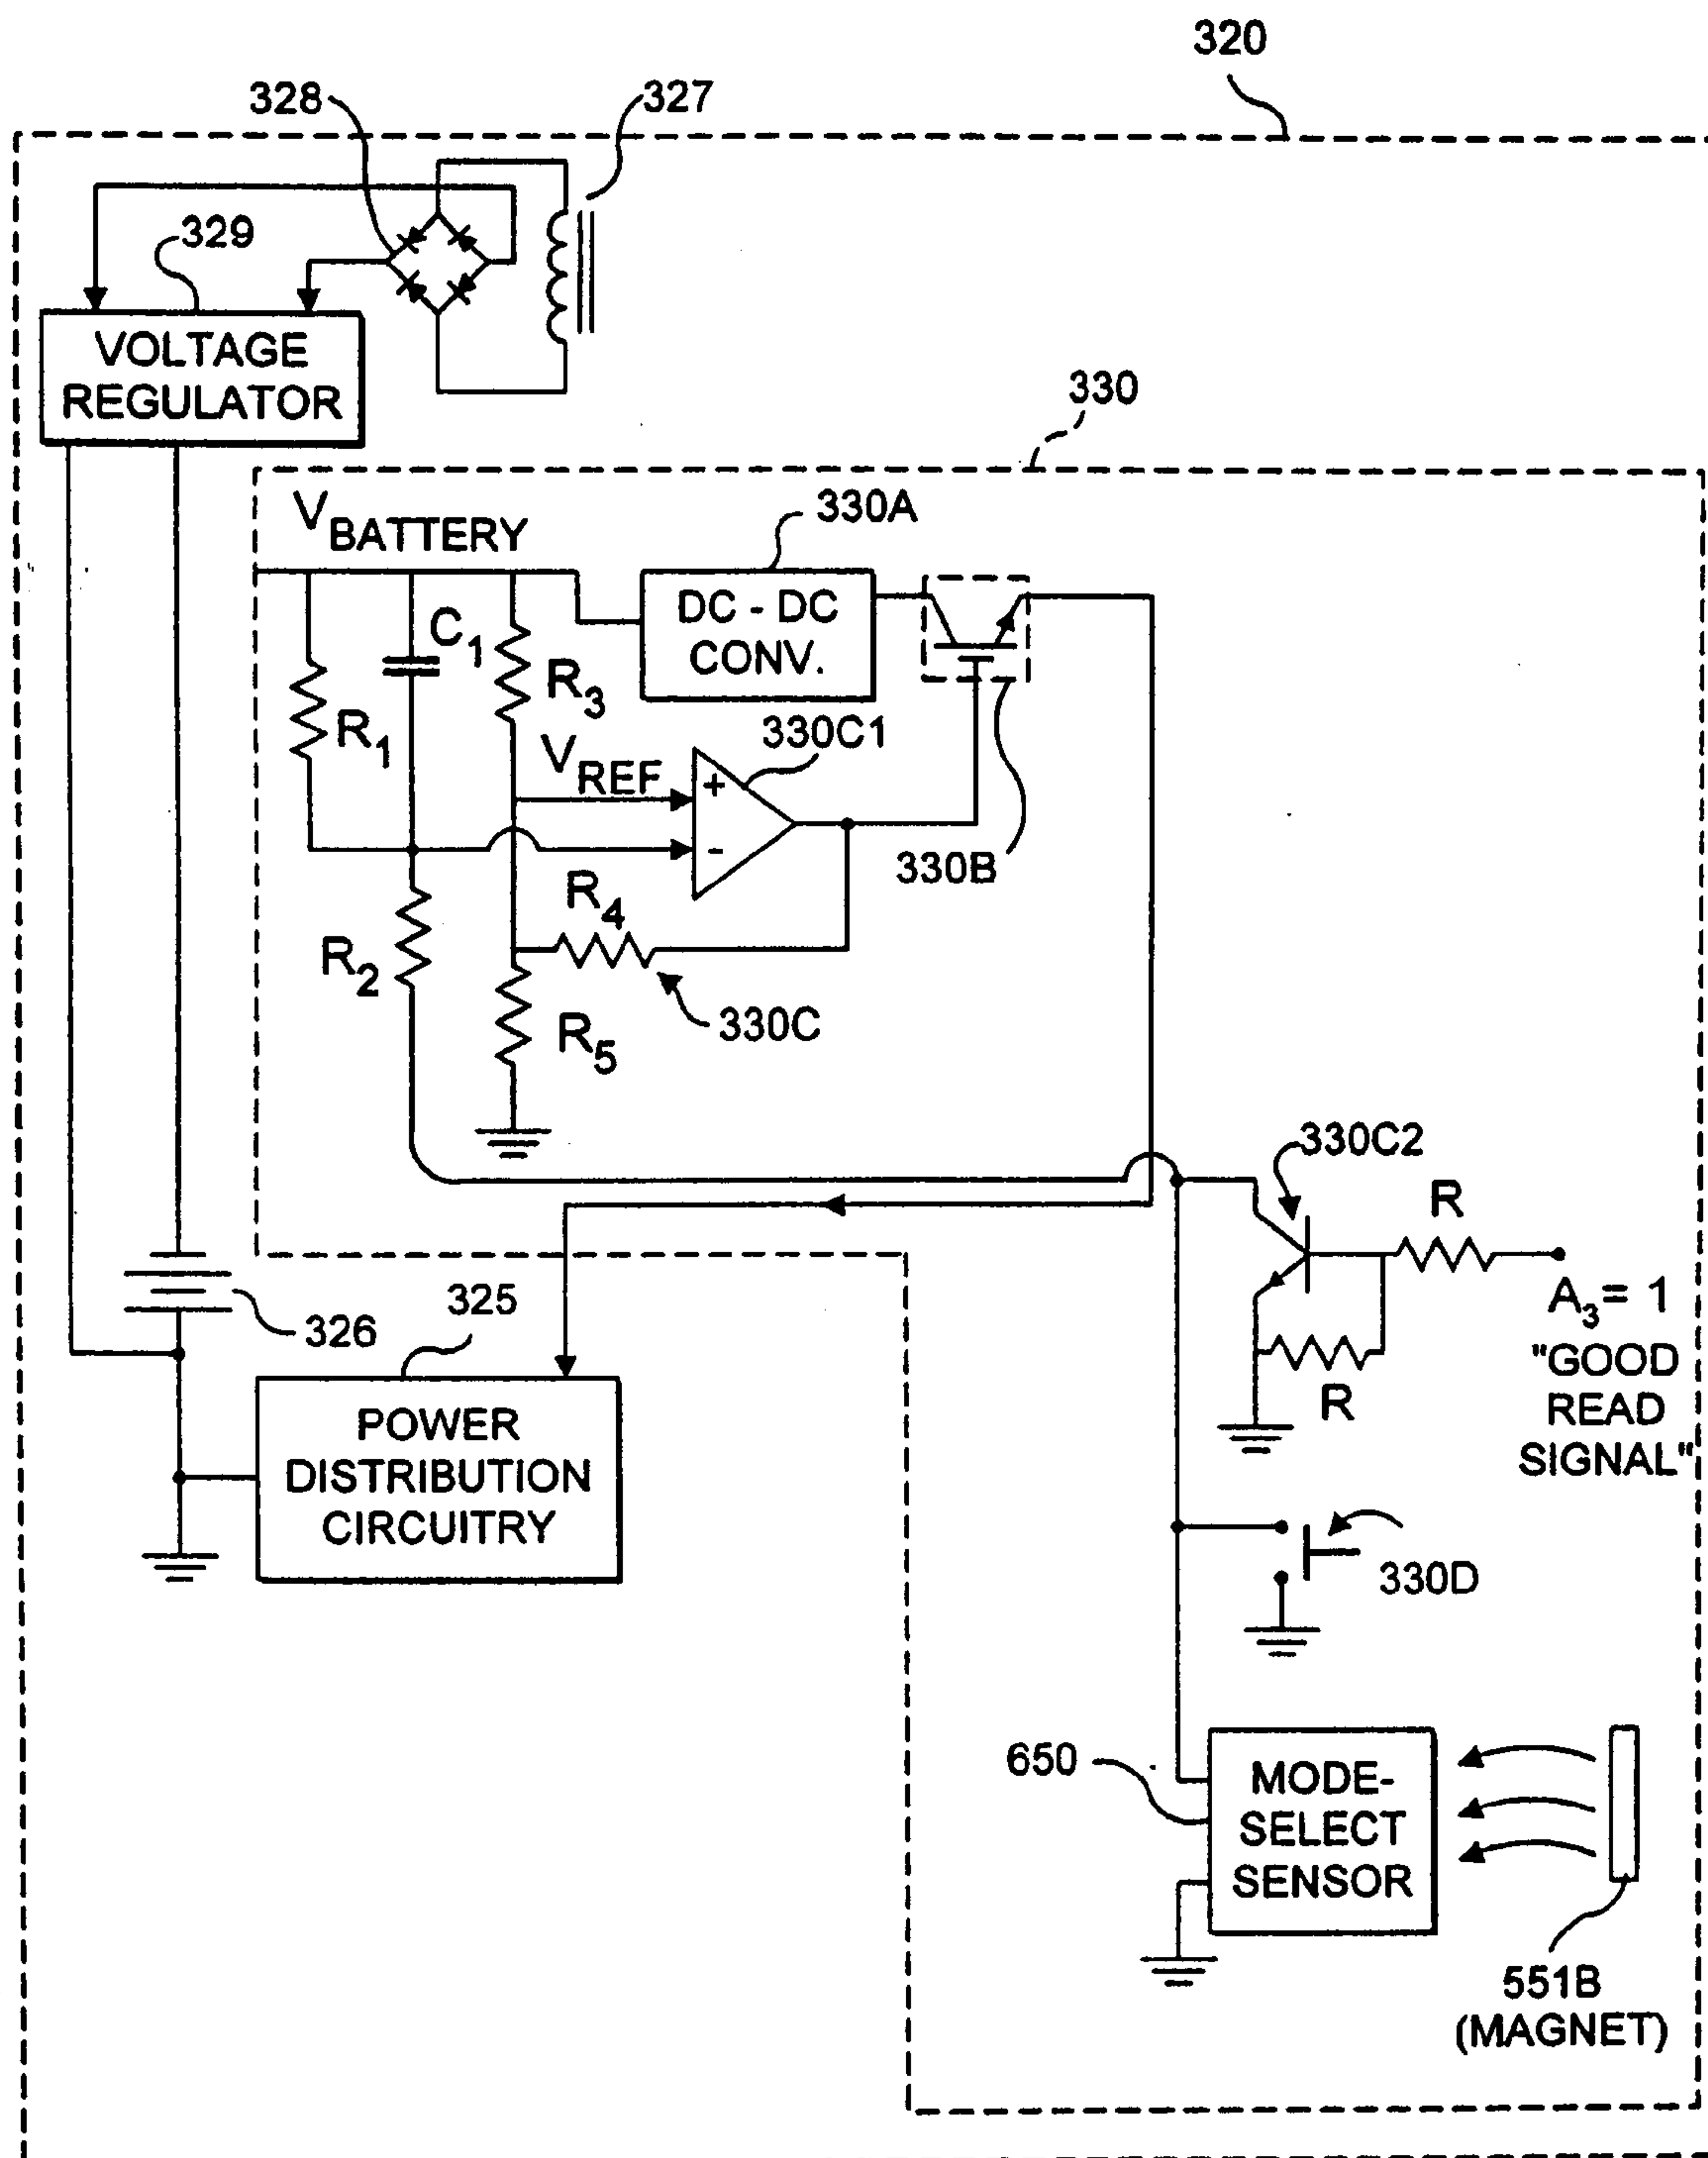 320
328
327
329
VOLTAGE
REGULATOR
330
V BATTERY
330A
DC - DC
CONV.
C1
R3
R1
330C1
VREF
+
-
330B
R4
R2
330C
R5
330C2
R
A3= 1
"GOOD
READ
SIGNAL"
R
326
325
POWER
DISTRIBUTION
CIRCUITRY
330D
650
MODE-
SELECT
SENSOR
551B
(MAGNET)